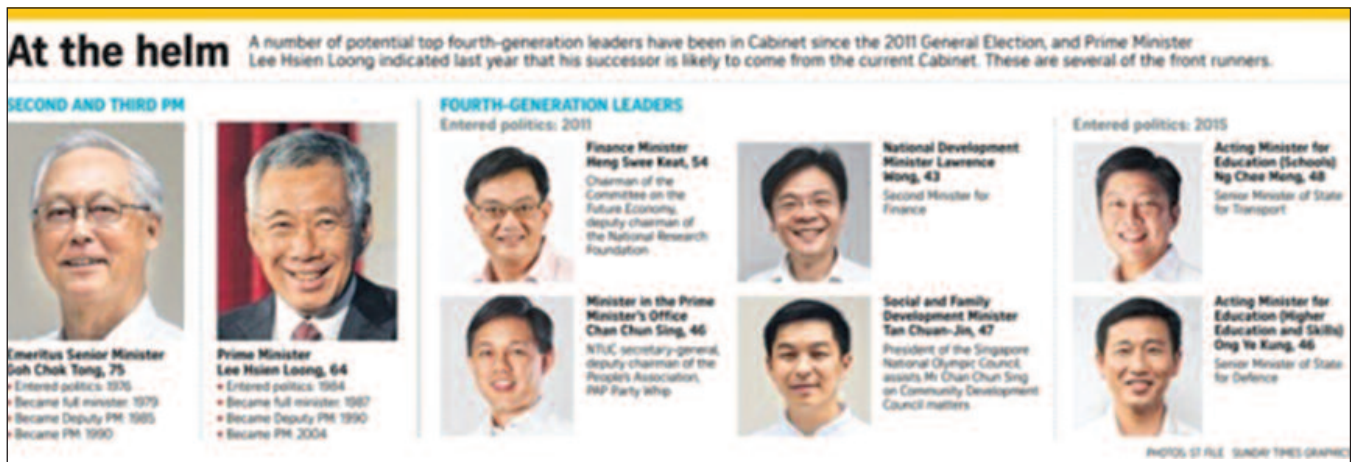 At the helm
A number of potential top fourth-generation leaders have been in Cabinet since the 2011 General Election, and Prime Minister
Lee Hsien Loong indicated last year that his successor is likely to come from the current Cabinet. These are several of the front runners.
SECOND AND THIRD PM
Emeritus Senior Minister
Goh Chok Tong, 75
• Entered politics: 1976
• Became full minister: 1979
• Became Deputy PM: 1985
• Became PM: 1990
Prime Minister
Lee Hsien Loong, 64
• Entered politics: 1984
• Became full minister: 1987
• Became Deputy PM: 1990
• Became PM: 2004
FOURTH-GENERATION LEADERS
Entered politics: 2011
Finance Minister
Heng Swee Keat, 54
Chairman of the
Committee on the
Future Economy,
deputy chairman of
the National Research
Foundation
National Development
Minister Lawrence
Wong, 43
Second Minister for
Finance
Minister in the Prime
Minister's Office
Chan Chun Sing, 46
NTUC secretary-general,
deputy chairman of the
People's Association,
PAP Party Whip
Social and Family
Development Minister
Tan Chuan-Jin, 47
President of the Singapore
National Olympic Council,
assists Mr Chan Chun Sing
on Community Development
Council matters
Entered politics: 2015
Acting Minister for
Education (Schools)
Ng Chee Meng, 48
Senior Minister of State
for Transport
Acting Minister for
Education (Higher
Education and Skills)
Ong Ye Kung, 46
Senior Minister of State
for Defence
PHOTOS: ST FILE SUNDAY TIMES GRAPHICS